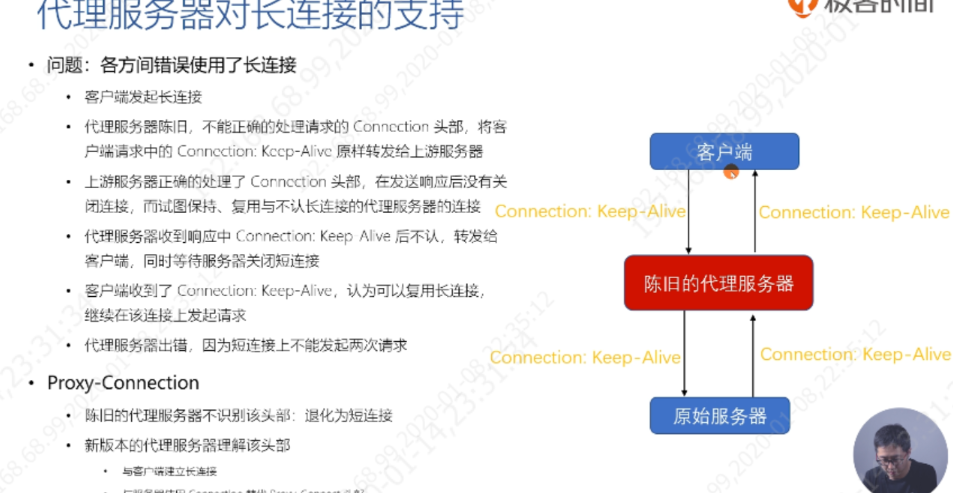 代理服务器对长连接的支持
极客时间
• 问题：各方间错误使用了长连接
• 客户端发起长连接
• 代理服务器陈旧，不能正确的处理请求的 Connection 头部，将客
户端请求中的 Connection: Keep-Alive 原样转发给上游服务器
• 上游服务器正确的处理了 Connection 头部，在发送响应后没有关
闭连接，而试图保持、复用与不认长连接的代理服务器的连接
• 代理服务器收到响应中 Connection: Keep-Alive 后不认，转发给
客户端，同时等待服务器关闭短连接
• 客户端收到了 Connection: Keep-Alive，认为可以复用长连接，
继续在该连接上发起请求
• 代理服务器出错，因为短连接上不能发起两次请求
• Proxy-Connection
• 陈旧的代理服务器不识别该头部：退化为短连接
• 新版本的代理服务器理解该头部
• 与客户端建立长连接
客户端
Connection: Keep-Alive
Connection: Keep-Alive
陈旧的代理服务器
Connection: Keep-Alive
Connection: Keep-Alive
原始服务器